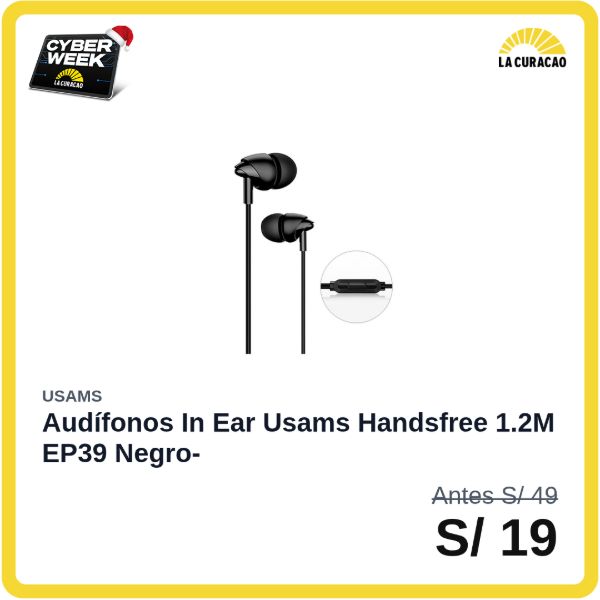 CYBER
WEEK
LA CURACAO
LA CURACAO
USAMS
Audífonos In Ear Usams Handsfree 1.2M
EP39 Negro-
Antes S/ 49
S/ 19